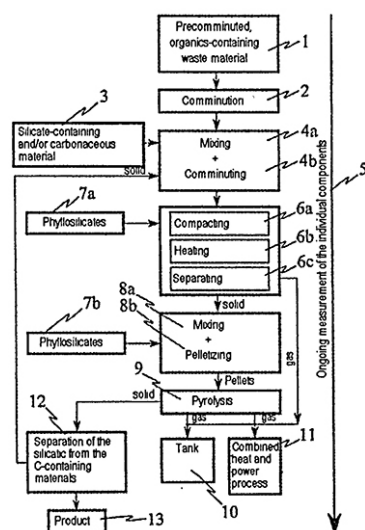 Precomminuted,
organics-containing
waste material
1
Comminution
2
3
Silicate-containing
and/or carbonaceous
material
solid
Mixing
+
Comminuting
4a
4b
5
Ongoing measurement of the individual components
7a
Phyllosilicates
Compacting
6a
Heating
6b
Separating
6c
solid
gas
7b
Phyllosilicates
8a
8b
Mixing
+
Pelletizing
Pellets
9
solid
Pyrolysis
gas
gas
12
Separation of the
silicatic from the
C-containing
materials
Tank
10
Combined
heat and
power
process
11
Product
13